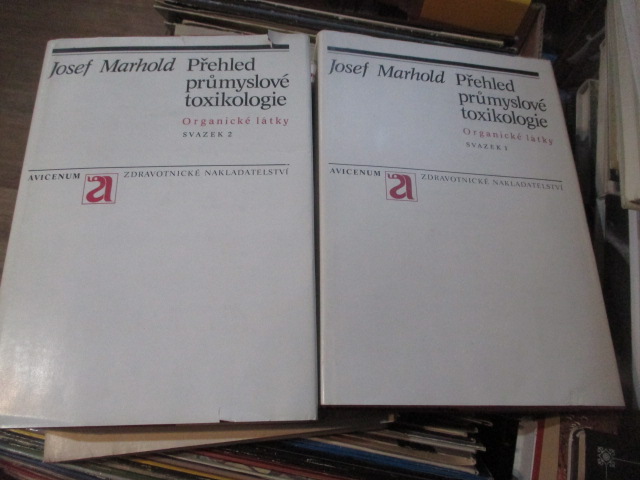 Josef Marhold Přehled
průmyslové
toxikologie
Organické látky
SVAZEK 2
AVICENUM
ZDRAVOTNICKÉ NAKLADATELSTVÍ
Josef Marhold Přehled
průmyslové
toxikologie
Organické látky
SVAZEK 1
AVICENUM
ZDRAVOTNICKÉ NAKLADATELSTVÍ